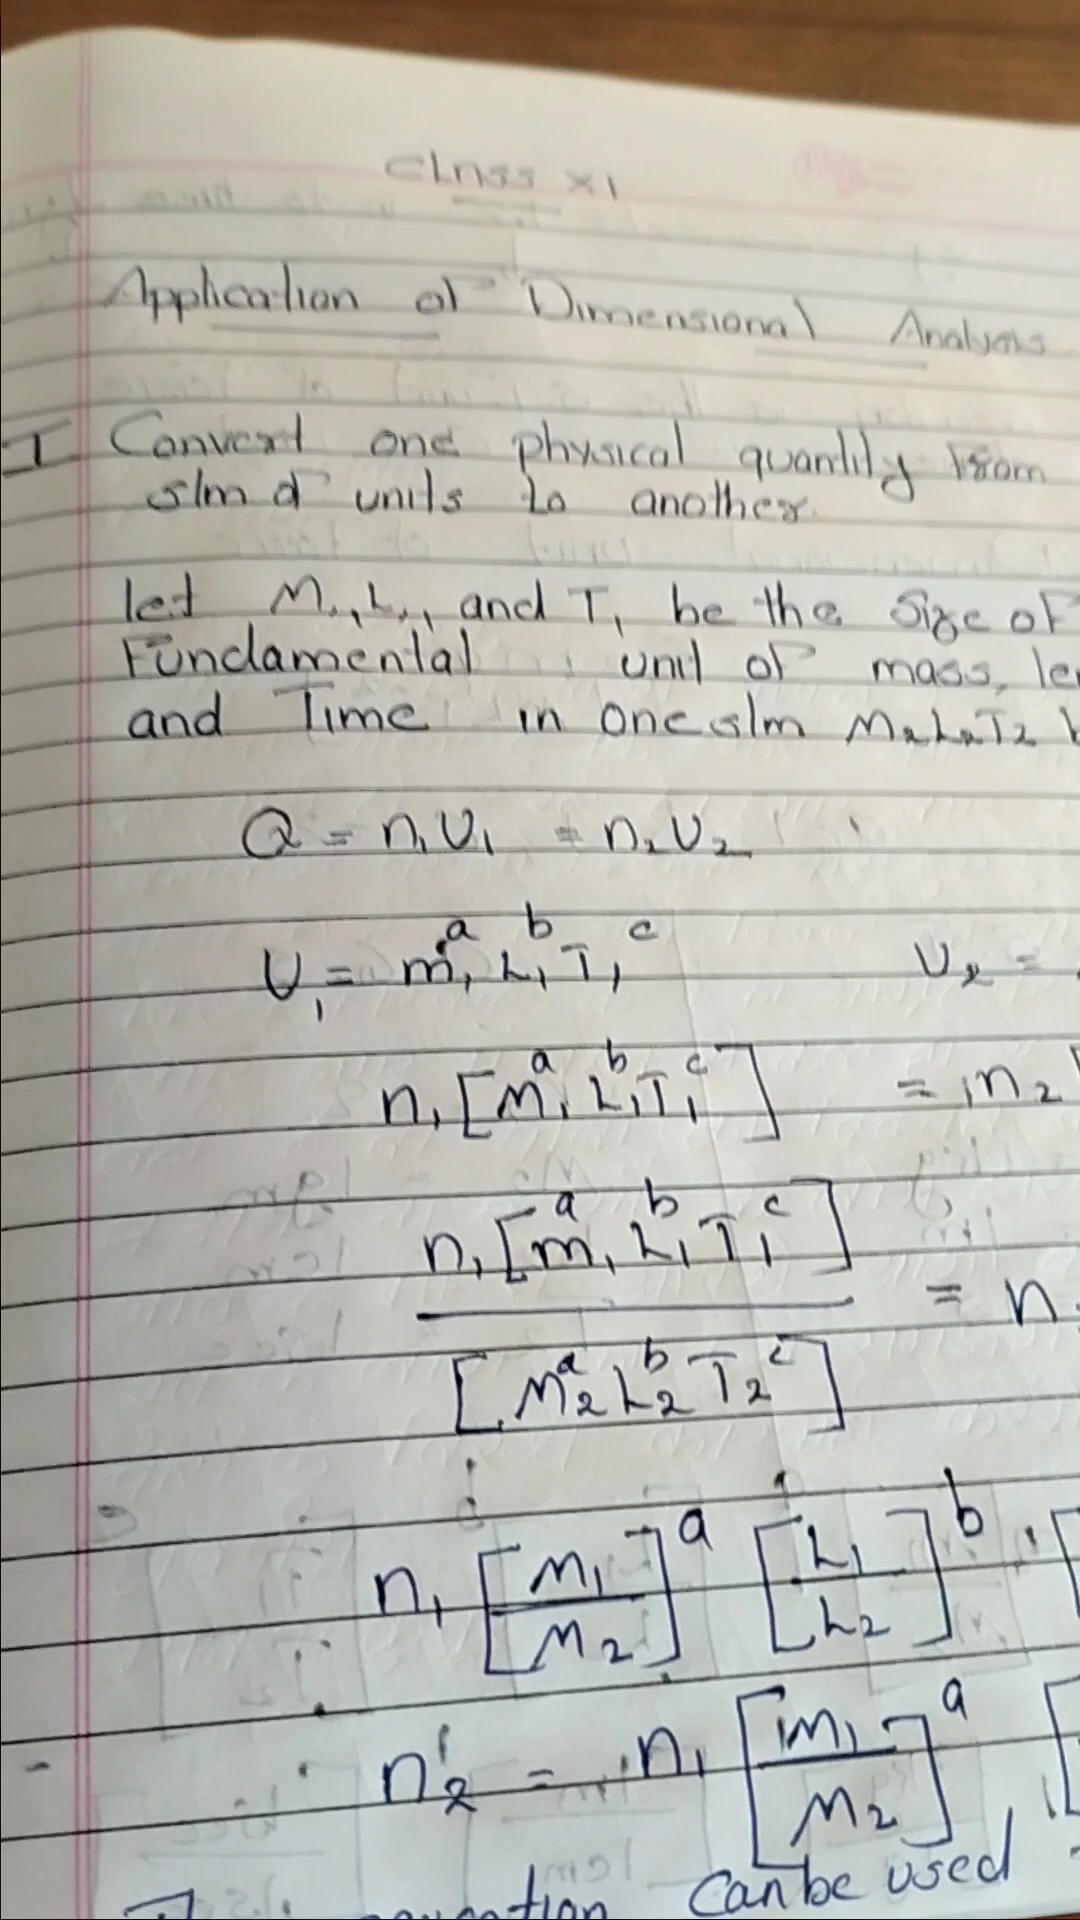 Class XI
Application of Dimensional Analysis
I Convert one physical quantity from
s/m of units to another.
let M₁, L₁, and T₁ be the Size of
Fundamental unit of mass,
and Time in one s/m M₂L₂T₂
Q = n₁U₁ = n₂U₂
U₁ = m₁ᵃ L₁ᵇ T₁ᶜ U₂ =
n₁ [M₁ᵃ L₁ᵇ T₁ᶜ] = n₂ [
n₁ [m₁ᵃ L₁ᵇ T₁ᶜ]
= n
[M₂ᵃ L₂ᵇ T₂ᶜ]
n₁ [M₁/M₂]ᵃ [L₁/L₂]ᵇ [
n₂ = n₁ [M₁/M₂]ᵃ [
can be used